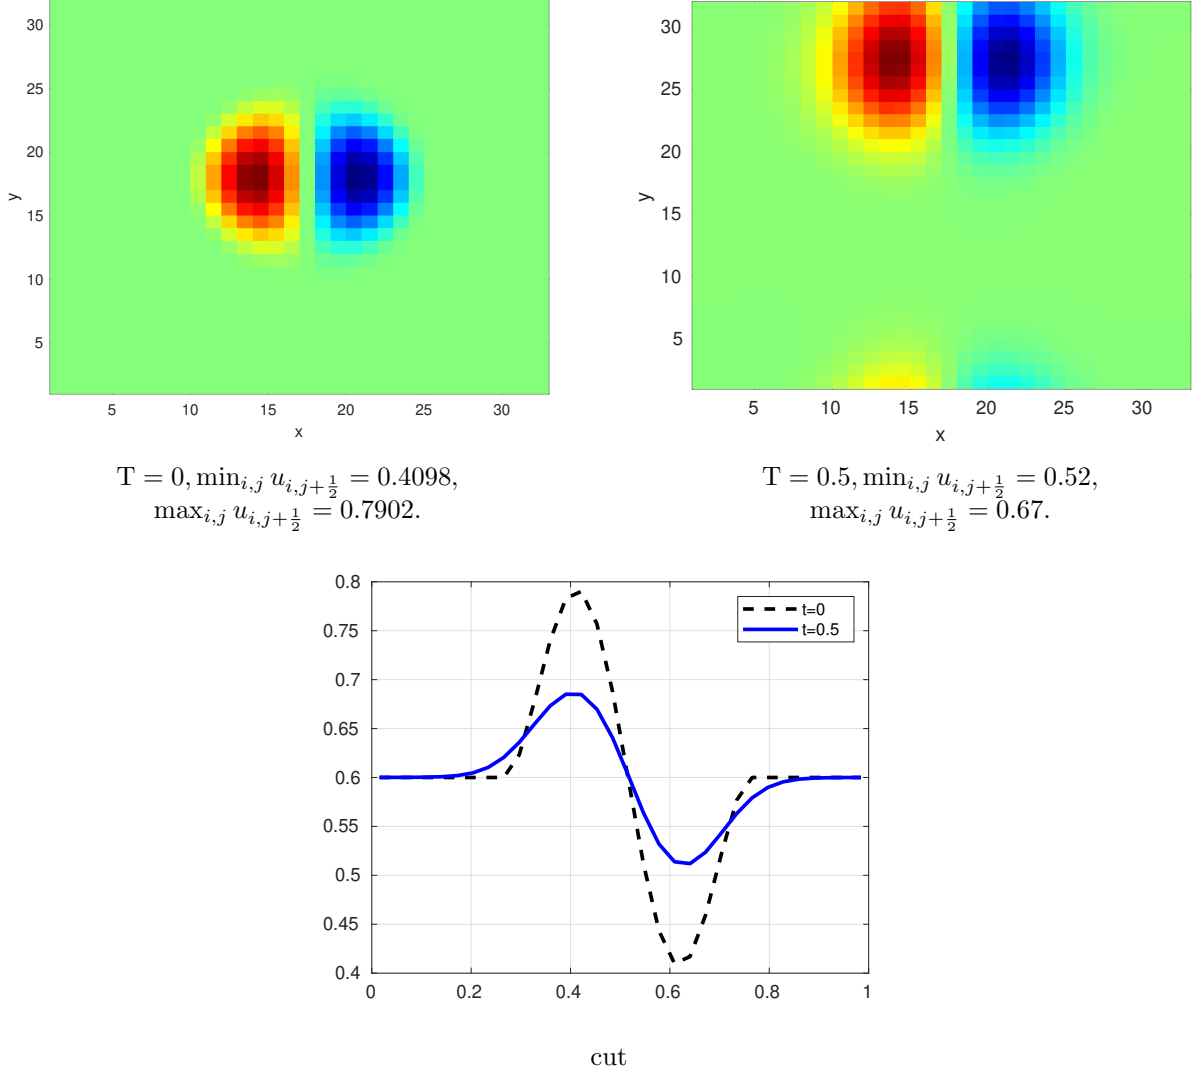 30
25
20
15
10
5
y
5 10 15 20 25 30
x
30
25
20
15
10
5
y
5 10 15 20 25 30
x
T = 0, min_{i,j} u_{i,j+\frac{1}{2}} = 0.4098,
max_{i,j} u_{i,j+\frac{1}{2}} = 0.7902.
T = 0.5, min_{i,j} u_{i,j+\frac{1}{2}} = 0.52,
max_{i,j} u_{i,j+\frac{1}{2}} = 0.67.
0.8
0.75
0.7
0.65
0.6
0.55
0.5
0.45
0.4
0 0.2 0.4 0.6 0.8 1
t=0
t=0.5
cut